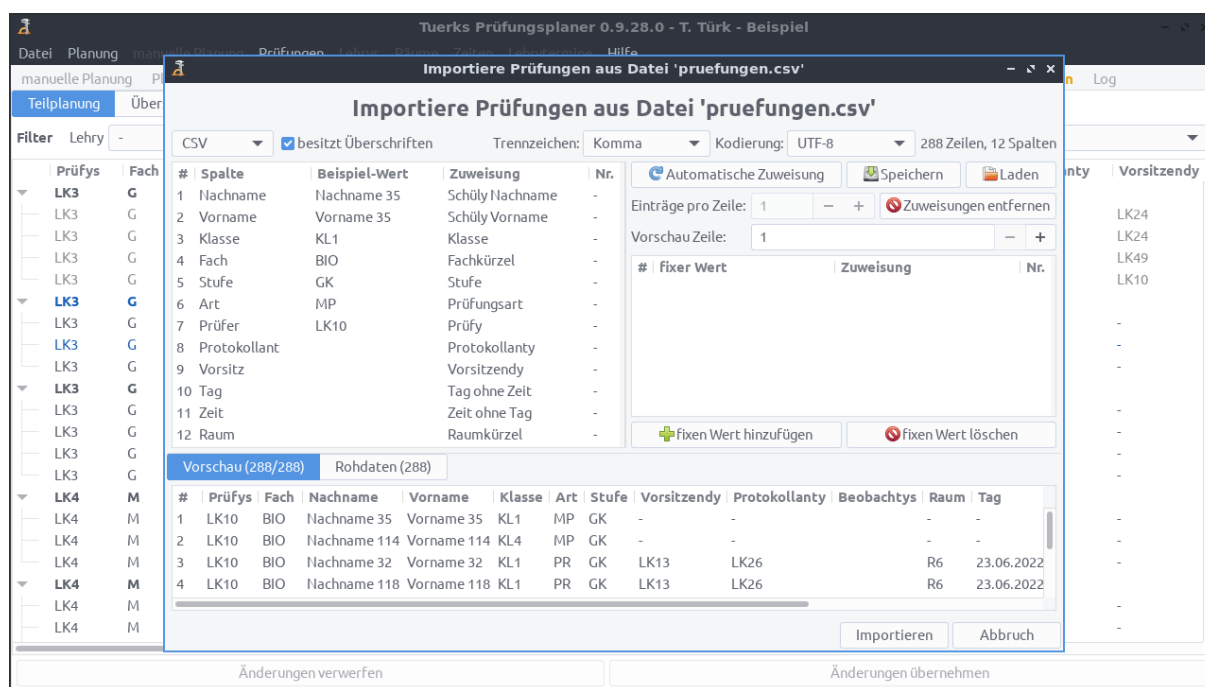 Tuerks Prüfungsplaner 0.9.28.0 - T. Türk - Beispiel
Datei Planung manuelle Planung Prüfungen Lehrys Räume Zeiten Lehrytermine Hilfe
Importiere Prüfungen aus Datei 'pruefungen.csv'
manuelle Planung Log
Teilplanung
Importiere Prüfungen aus Datei 'pruefungen.csv'
Filter Lehry -
CSV besitzt Überschriften Trennzeichen: Komma Kodierung: UTF-8 288 Zeilen, 12 Spalten
Prüfys Fach
# Spalte Beispiel-Wert Zuweisung Nr.
Automatische Zuweisung Speichern Laden
Vorsitzendy
LK3 G
1 Nachname Nachname 35 Schüly Nachname -
LK3 G
2 Vorname Vorname 35 Schüly Vorname -
Einträge pro Zeile: 1 − + Zuweisungen entfernen
LK24
LK3 G
3 Klasse KL1 Klasse -
Vorschau Zeile: 1 − +
LK24
LK3 G
4 Fach BIO Fachkürzel -
LK49
# fixer Wert Zuweisung Nr.
LK3 G
5 Stufe GK Stufe -
LK10
LK3 G
6 Art MP Prüfungsart -
LK3 G
7 Prüfer LK10 Prüfy -
-
LK3 G
8 Protokollant Protokollanty -
-
LK3 G
9 Vorsitz Vorsitzendy -
-
LK3 G
10 Tag Tag ohne Zeit -
LK3 G
11 Zeit Zeit ohne Tag -
-
LK3 G
12 Raum Raumkürzel -
-
fixen Wert hinzufügen fixen Wert löschen
LK3 G
-
LK3 G
-
Vorschau (288/288) Rohdaten (288)
LK4 M
# Prüfys Fach Nachname Vorname Klasse Art Stufe Vorsitzendy Protokollanty Beobachtys Raum Tag
LK4 M
1 LK10 BIO Nachname 35 Vorname 35 KL1 MP GK - - - -
-
LK4 M
2 LK10 BIO Nachname 114 Vorname 114 KL4 MP GK - - - -
-
LK4 M
3 LK10 BIO Nachname 32 Vorname 32 KL1 PR GK LK13 LK26 R6 23.06.2022
-
LK4 M
4 LK10 BIO Nachname 118 Vorname 118 KL1 PR GK LK13 LK26 R6 23.06.2022
LK4 M
-
LK4 M
-
Importieren Abbruch
Änderungen verwerfen Änderungen übernehmen